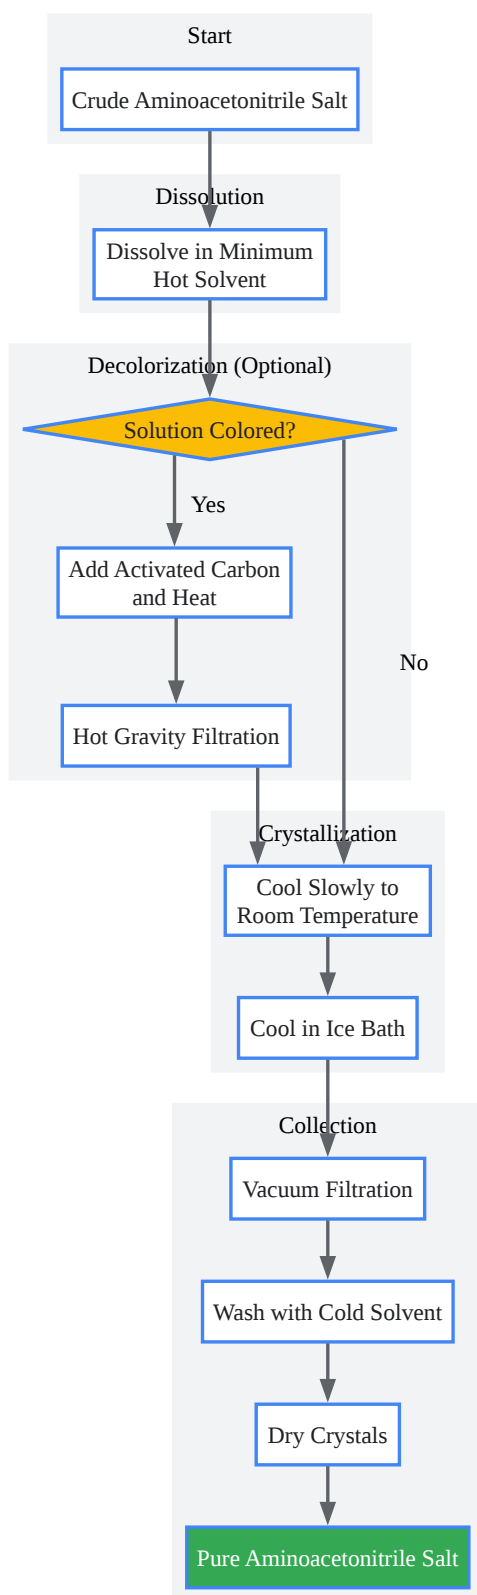 Start
Crude Aminoacetonitrile Salt
Dissolution
Dissolve in Minimum
Hot Solvent
Decolorization (Optional)
Solution Colored?
Yes
Add Activated Carbon
and Heat
No
Hot Gravity Filtration
Crystallization
Cool Slowly to
Room Temperature
Cool in Ice Bath
Collection
Vacuum Filtration
Wash with Cold Solvent
Dry Crystals
Pure Aminoacetonitrile Salt